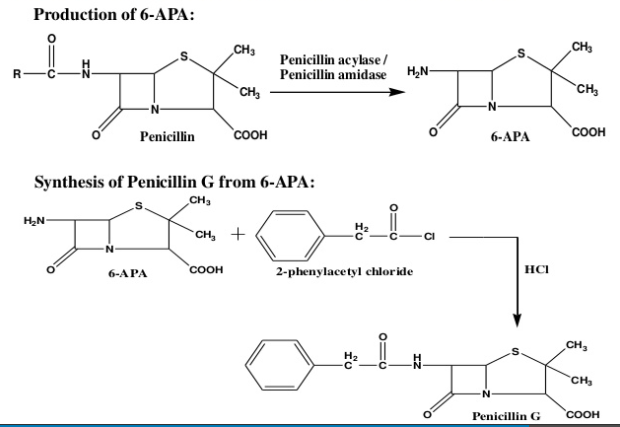 Production of 6-APA:
O
R C H N S CH3
CH3
N
O Penicillin COOH
Penicillin acylase /
Penicillin amidase
H2N S CH3
CH3
N
O 6-APA COOH
Synthesis of Penicillin G from 6-APA:
H2N S CH3
CH3
N
O 6-APA COOH
+
O
H2
C C Cl
2-phenylacetyl chloride
HCl
O
H2
C C H N S CH3
CH3
N
O Penicillin G COOH